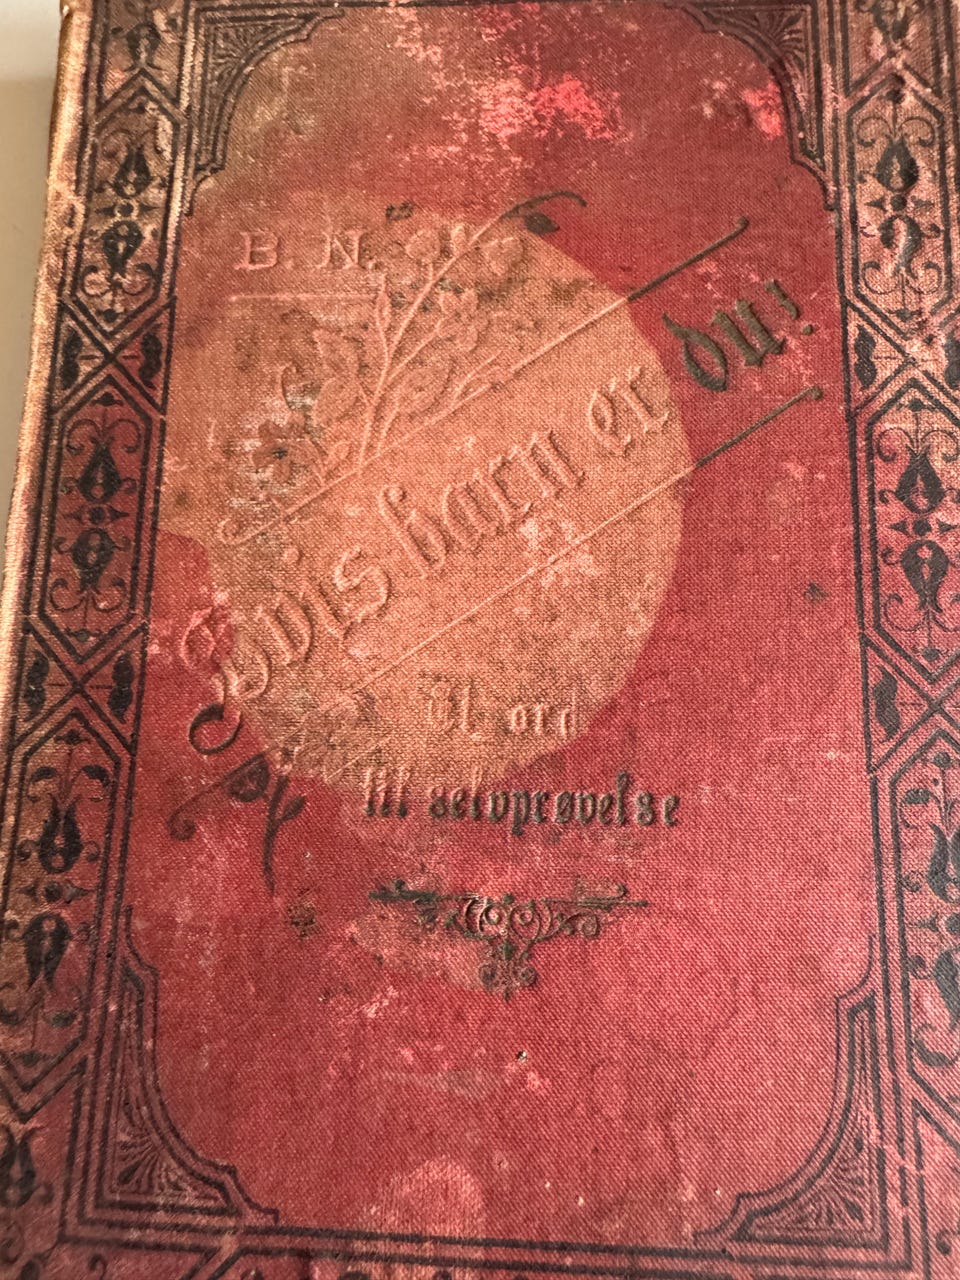 B. N.
Hvis barn er du?
Et ord
til selvprøvelse